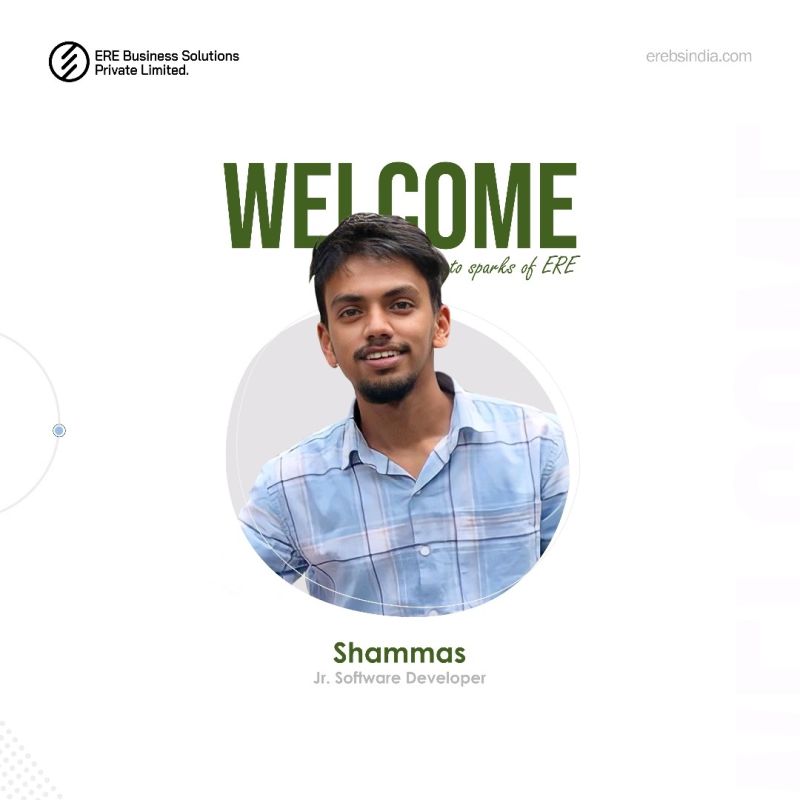 ERE Business Solutions
Private Limited.
erebsindia.com
WELCOME
to sparks of ERE
Shammas
Jr. Software Developer